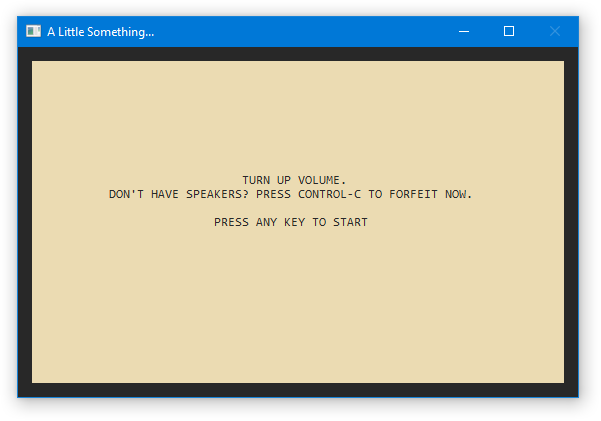 A Little Something...
TURN UP VOLUME.
DON'T HAVE SPEAKERS? PRESS CONTROL-C TO FORFEIT NOW.
PRESS ANY KEY TO START